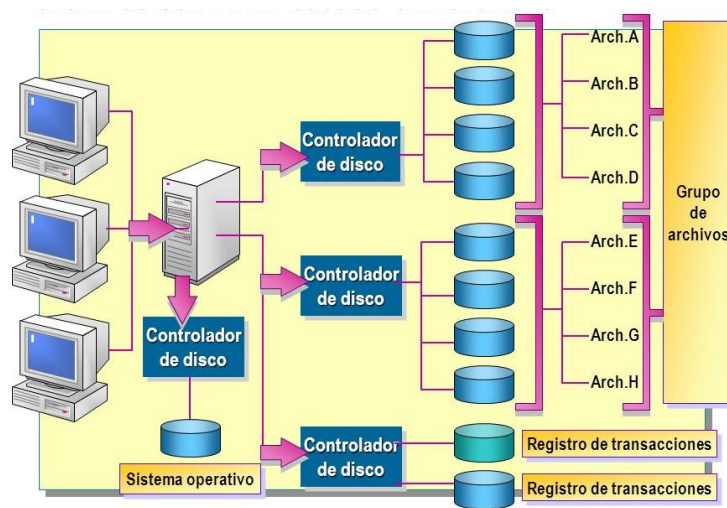 Arch.A
Arch.B
Controlador
de disco
Arch.C
Arch.D
Grupo
de
archivos
Arch.E
Controlador
de disco
Arch.F
Controlador
de disco
Arch.G
Arch.H
Controlador
de disco
Registro de transacciones
Sistema operativo
Registro de transacciones